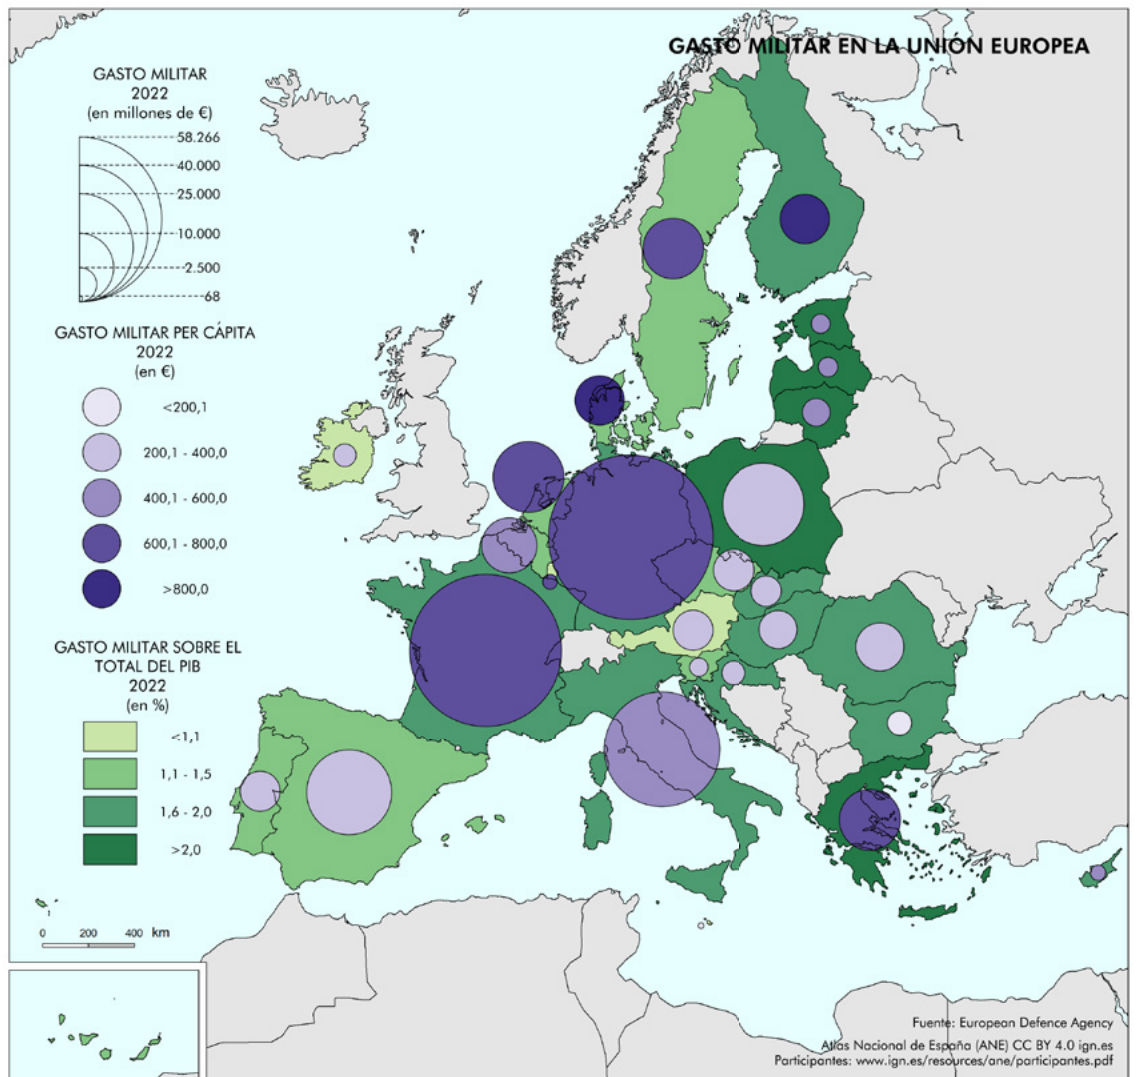 GASTO MILITAR EN LA UNIÓN EUROPEA
GASTO MILITAR
2022
(en millones de €)
58.266
40.000
25.000
10.000
2.500
68
GASTO MILITAR PER CÁPITA
2022
(en €)
<200,1
200,1 - 400,0
400,1 - 600,0
600,1 - 800,0
>800,0
GASTO MILITAR SOBRE EL
TOTAL DEL PIB
2022
(en %)
<1,1
1,1 - 1,5
1,6 - 2,0
>2,0
0 200 400 km
Fuente: European Defence Agency
Atlas Nacional de España (ANE) CC BY 4.0 ign.es
Participantes: www.ign.es/resources/ane/participantes.pdf